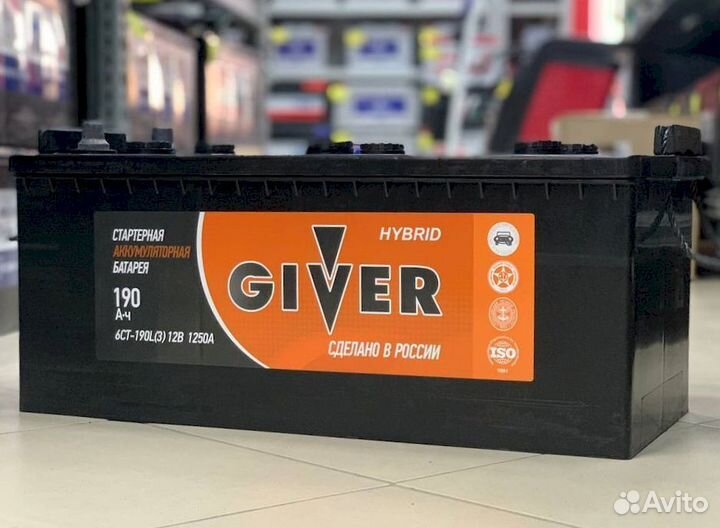 СТАРТЕРНАЯ
АККУМУЛЯТОРНАЯ
БАТАРЕЯ
190
А·ч
6СТ-190L(3) 12В 1250А
HYBRID
GIVER
СДЕЛАНО В РОССИИ
ISO
Avito